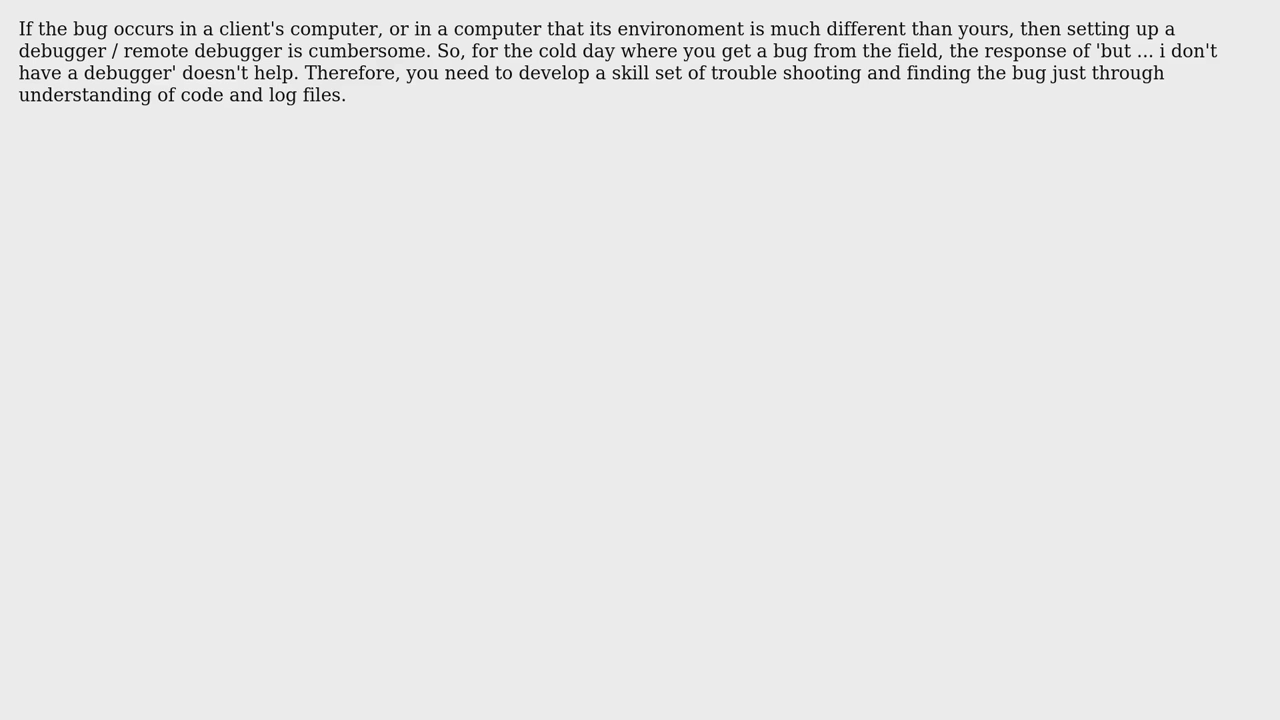 If the bug occurs in a client's computer, or in a computer that its environoment is much different than yours, then setting up a
debugger / remote debugger is cumbersome. So, for the cold day where you get a bug from the field, the response of 'but ... i don't
have a debugger' doesn't help. Therefore, you need to develop a skill set of trouble shooting and finding the bug just through
understanding of code and log files.